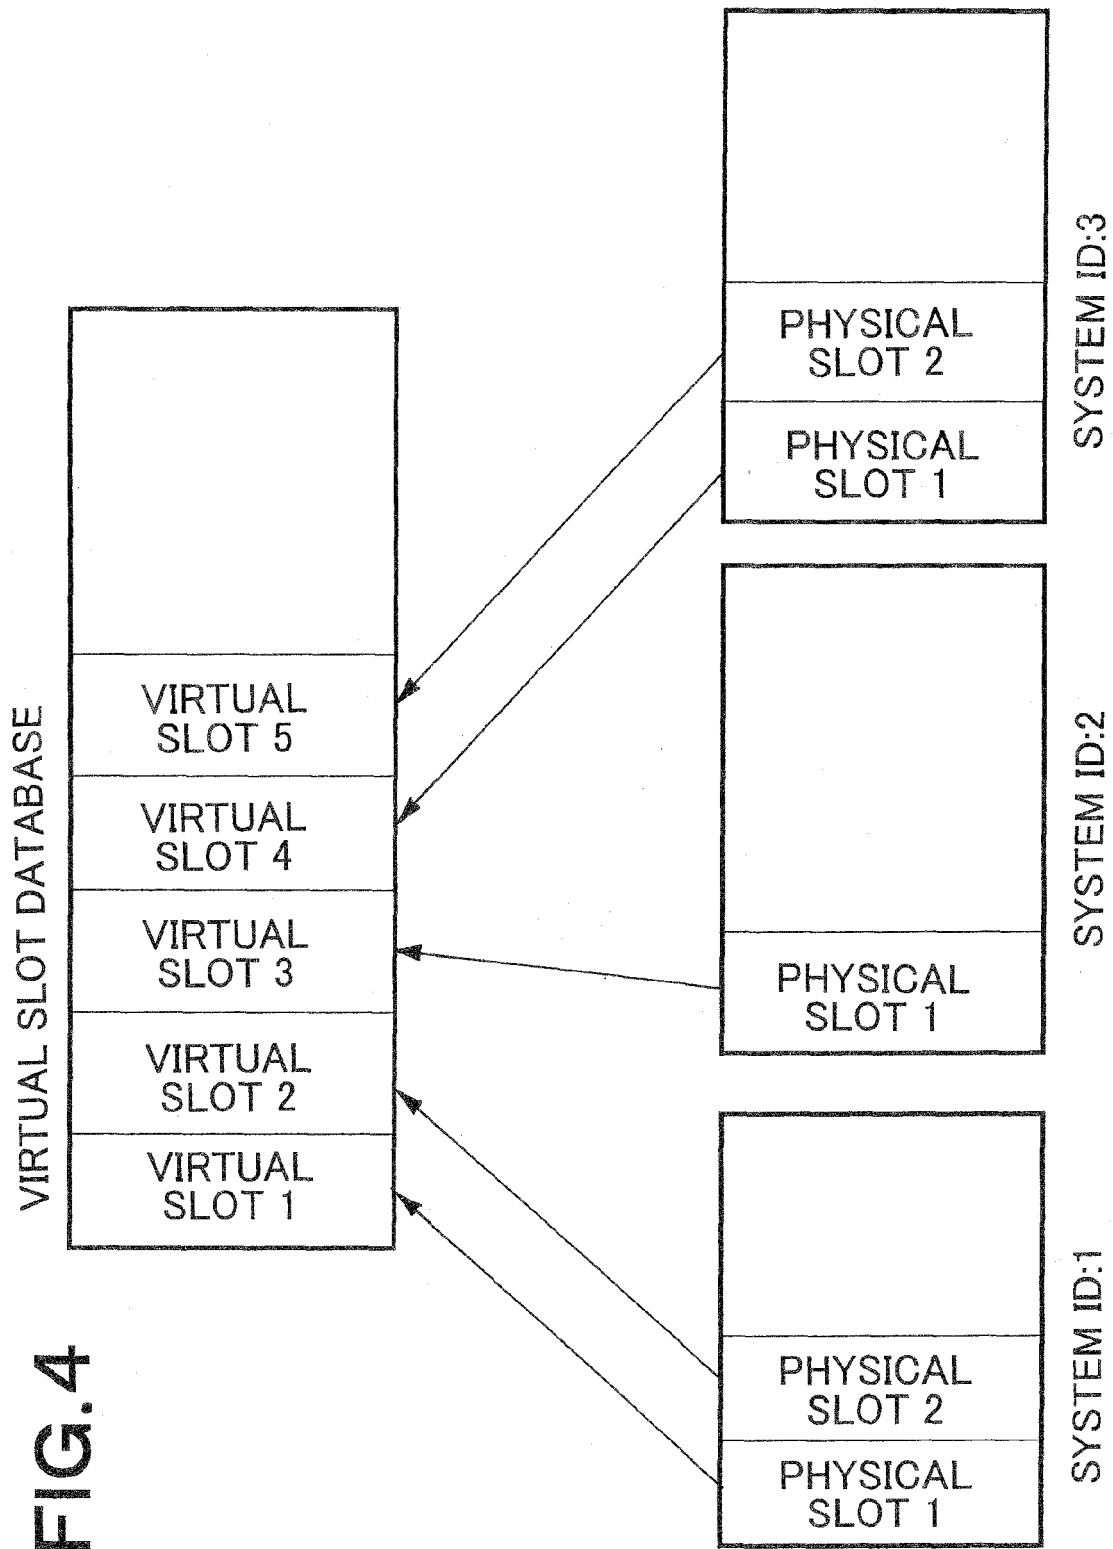 FIG. 4
VIRTUAL SLOT DATABASE
VIRTUAL
SLOT 5
VIRTUAL
SLOT 4
VIRTUAL
SLOT 3
VIRTUAL
SLOT 2
VIRTUAL
SLOT 1
PHYSICAL
SLOT 2
PHYSICAL
SLOT 1
SYSTEM ID:3
PHYSICAL
SLOT 1
SYSTEM ID:2
PHYSICAL
SLOT 2
PHYSICAL
SLOT 1
SYSTEM ID:1